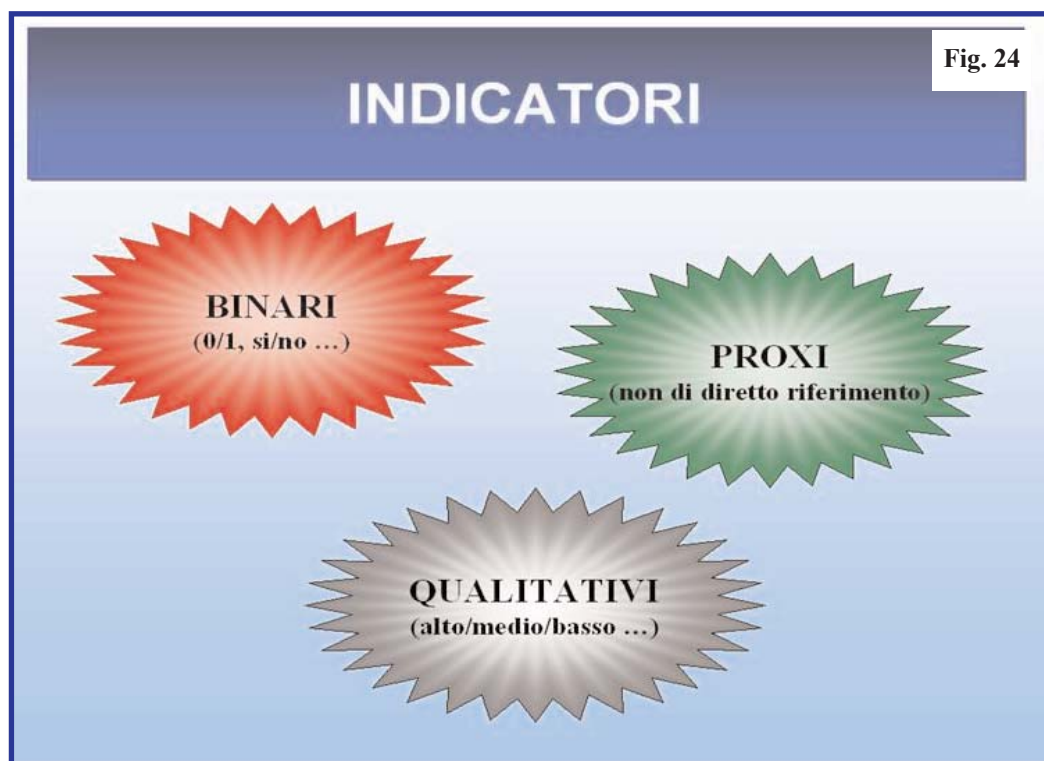 Fig. 24
INDICATORI
BINARI
(0/1, si/no ...)
PROXI
(non di diretto riferimento)
QUALITATIVI
(alto/medio/basso ...)